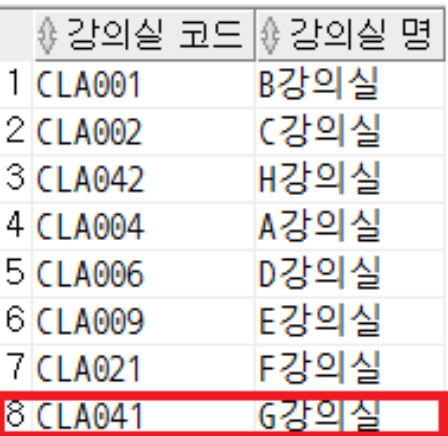 강의실 코드 강의실 명
1 CLA001 B강의실
2 CLA002 C강의실
3 CLA042 H강의실
4 CLA004 A강의실
5 CLA006 D강의실
6 CLA009 E강의실
7 CLA021 F강의실
8 CLA041 G강의실